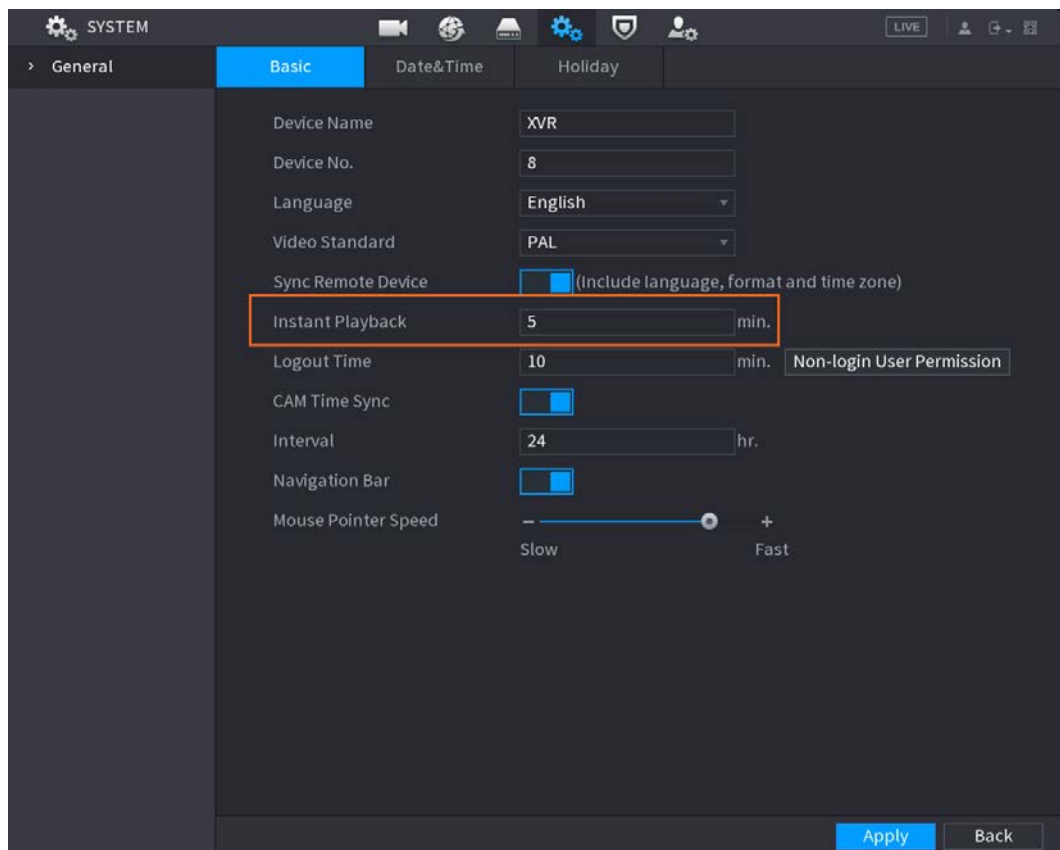 SYSTEM LIVE
General Basic Date&Time Holiday
Device Name XVR
Device No. 8
Language English
Video Standard PAL
Sync Remote Device (Include language, format and time zone)
Instant Playback 5 min.
Logout Time 10 min. Non-login User Permission
CAM Time Sync
Interval 24 hr.
Navigation Bar
Mouse Pointer Speed
Slow Fast
Apply Back